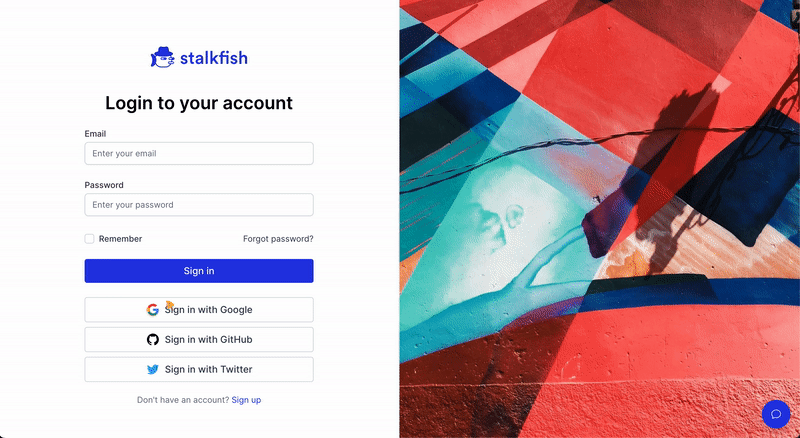 stalkfish
Login to your account
Email
Enter your email
Password
Enter your password
Remember
Forgot password?
Sign in
Sign in with Google
Sign in with GitHub
Sign in with Twitter
Don't have an account? Sign up